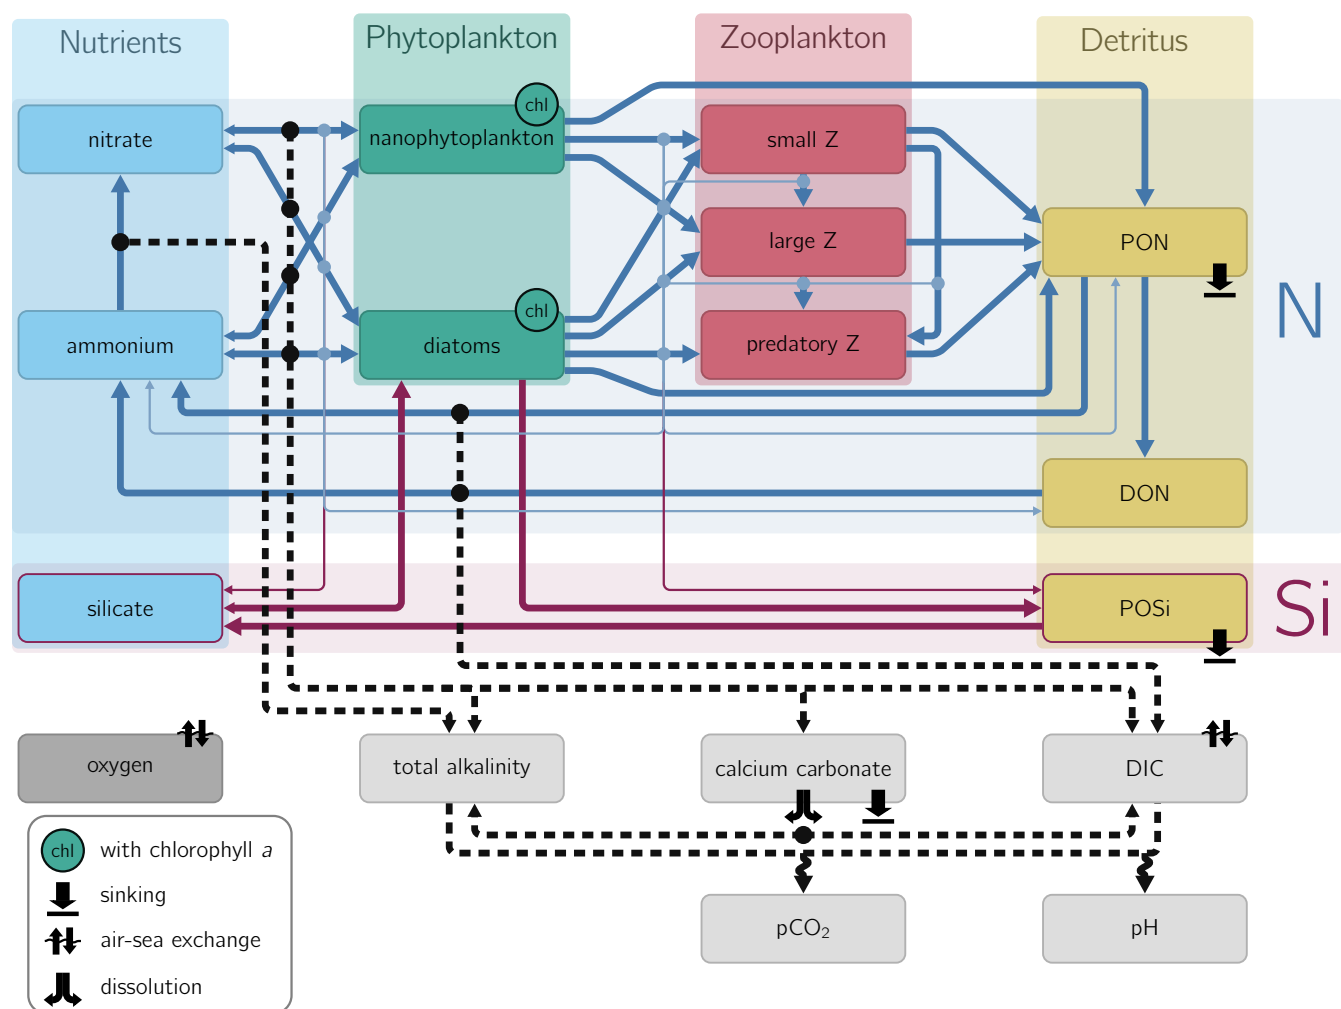 Nutrients
Phytoplankton
Zooplankton
Detritus
chl
nitrate
nanophytoplankton
small Z
large Z
PON
N
chl
ammonium
diatoms
predatory Z
DON
silicate
POSi
Si
oxygen
total alkalinity
calcium carbonate
DIC
chl with chlorophyll a
sinking
air-sea exchange
dissolution
pCO₂
pH